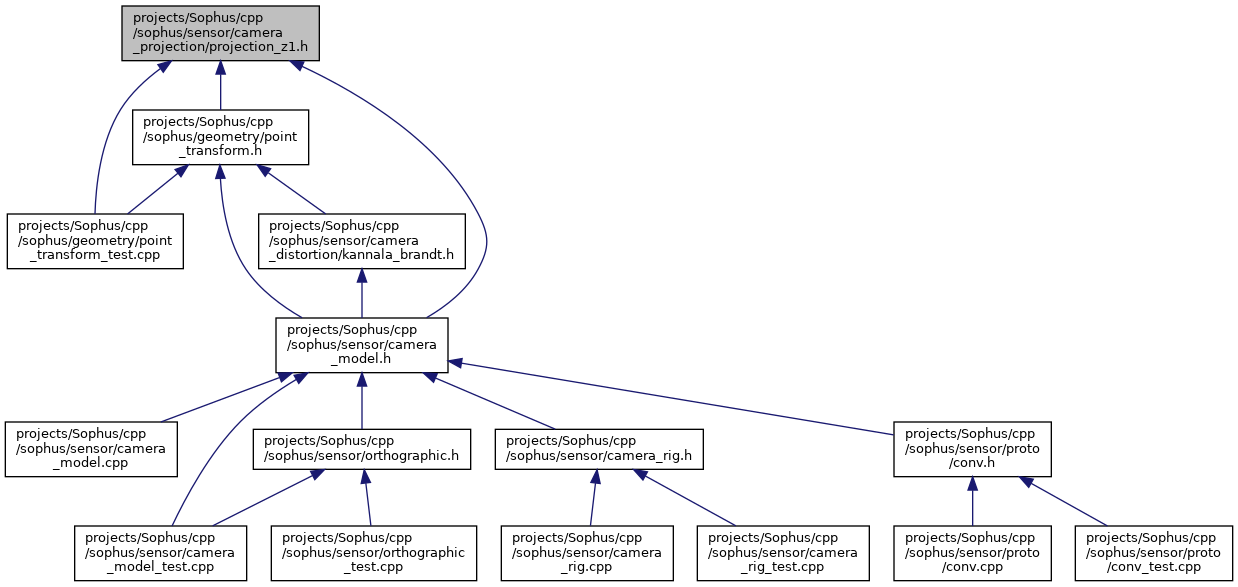 projects/Sophus/cpp
/sophus/sensor/camera
_projection/projection_z1.h
projects/Sophus/cpp
/sophus/geometry/point
_transform.h
projects/Sophus/cpp
/sophus/geometry/point
_transform_test.cpp
projects/Sophus/cpp
/sophus/sensor/camera
_distortion/kannala_brandt.h
projects/Sophus/cpp
/sophus/sensor/camera
_model.h
projects/Sophus/cpp
/sophus/sensor/camera
_model.cpp
projects/Sophus/cpp
/sophus/sensor/orthographic.h
projects/Sophus/cpp
/sophus/sensor/camera_rig.h
projects/Sophus/cpp
/sophus/sensor/proto
/conv.h
projects/Sophus/cpp
/sophus/sensor/camera
_model_test.cpp
projects/Sophus/cpp
/sophus/sensor/orthographic
_test.cpp
projects/Sophus/cpp
/sophus/sensor/camera
_rig.cpp
projects/Sophus/cpp
/sophus/sensor/camera
_rig_test.cpp
projects/Sophus/cpp
/sophus/sensor/proto
/conv.cpp
projects/Sophus/cpp
/sophus/sensor/proto
/conv_test.cpp